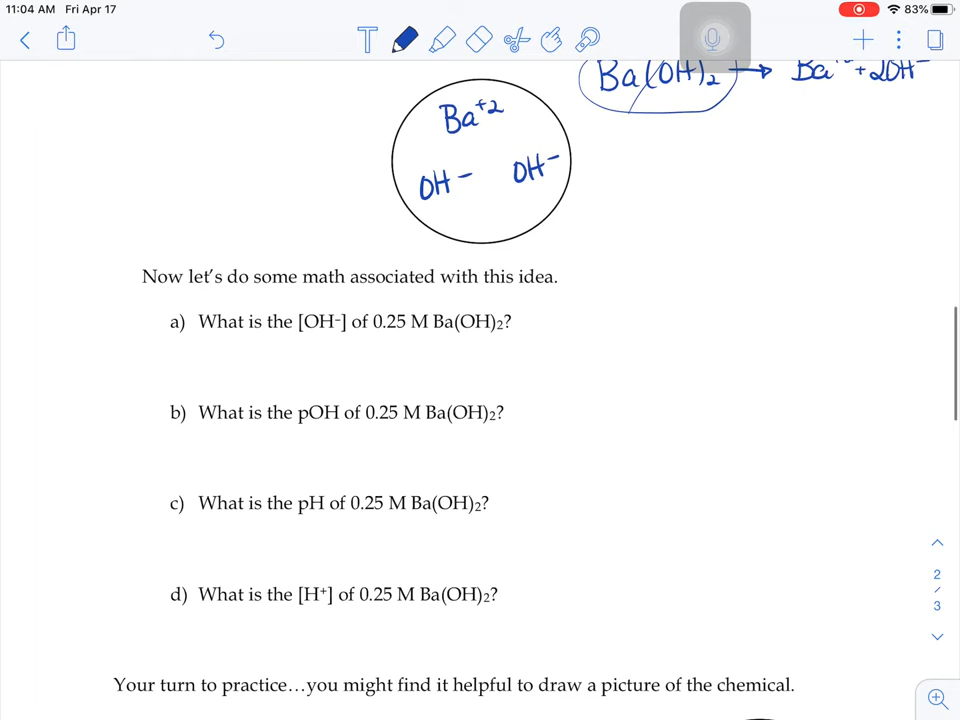 11:04 AM Fri Apr 17
83%
T
Ba(OH)₂ → Ba⁺² + 2OH⁻
Ba⁺²
OH⁻ OH⁻
Now let's do some math associated with this idea.
a) What is the [OH⁻] of 0.25 M Ba(OH)₂?
b) What is the pOH of 0.25 M Ba(OH)₂?
c) What is the pH of 0.25 M Ba(OH)₂?
d) What is the [H⁺] of 0.25 M Ba(OH)₂?
2
/
3
Your turn to practice…you might find it helpful to draw a picture of the chemical.